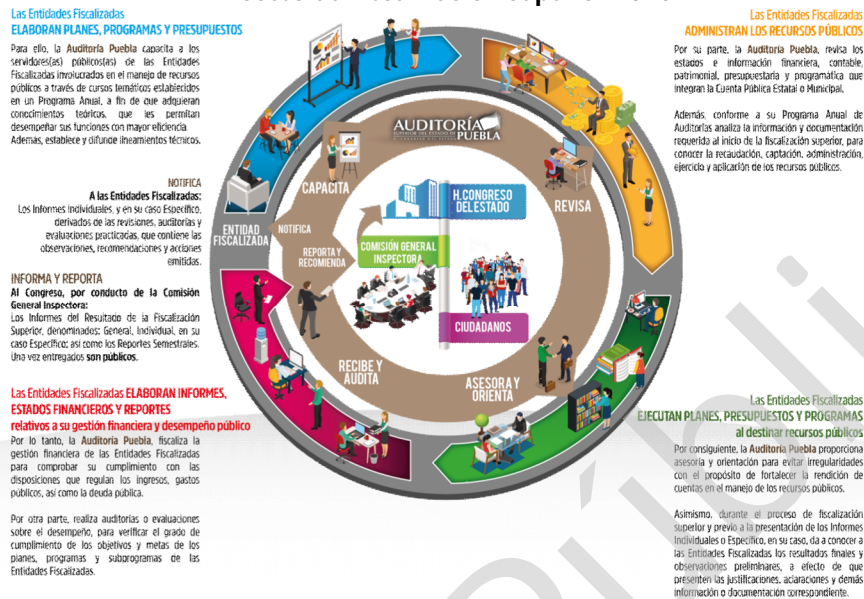 Las Entidades Fiscalizadas
ELABORAN PLANES, PROGRAMAS Y PRESUPUESTOS
Para ello, la Auditoría Puebla capacita a los
servidores(as) públicos(as) de las Entidades
Fiscalizadas involucrados en el manejo de recursos
públicos a través de cursos temáticos establecidos
en un Programa Anual, a fin de que adquieran
conocimientos teóricos, que les permitan
desempeñar sus funciones con mayor eficiencia.
Además, establece y difunde lineamientos técnicos.
NOTIFICA
A las Entidades Fiscalizadas:
Los Informes Individuales, y en su caso Específico,
derivados de las revisiones, auditorías y
evaluaciones practicadas, que contiene las
observaciones, recomendaciones y acciones
emitidas.
INFORMA Y REPORTA
Al Congreso, por conducto de la Comisión
General Inspectora:
Los Informes del Resultado de la Fiscalización
Superior, denominados: General, Individual, en su
caso Específico; así como los Reportes Semestrales.
Una vez entregados son públicos.
Las Entidades Fiscalizadas ELABORAN INFORMES,
ESTADOS FINANCIEROS Y REPORTES
relativos a su gestión financiera y desempeño público
Por lo tanto, la Auditoría Puebla, fiscaliza la
gestión financiera de las Entidades Fiscalizadas
para comprobar su cumplimiento con las
disposiciones que regulan los ingresos, gastos
públicos, así como la deuda pública.
Por otra parte, realiza auditorías o evaluaciones
sobre el desempeño, para verificar el grado de
cumplimiento de los objetivos y metas de los
planes, programas y subprogramas de las
Entidades Fiscalizadas.
AUDITORÍA
SUPERIOR DEL ESTADO DE PUEBLA
CAPACITA
REVISA
ENTIDAD
FISCALIZADA
NOTIFICA
REPORTA Y
RECOMIENDA
H. CONGRESO
DEL ESTADO
COMISIÓN GENERAL
INSPECTORA
CIUDADANOS
RECIBE Y
AUDITA
ASESORA Y
ORIENTA
Las Entidades Fiscalizadas
ADMINISTRAN LOS RECURSOS PÚBLICOS
Por su parte, la Auditoría Puebla, revisa los
estados e información financiera, contable,
patrimonial, presupuestaria y programática que
integran la Cuenta Pública Estatal o Municipal.
Además, conforme a su Programa Anual de
Auditorías analiza la información y documentación
requerida al inicio de la fiscalización superior, para
conocer la recaudación, captación, administración,
ejercicio y aplicación de los recursos públicos.
Las Entidades Fiscalizadas
EJECUTAN PLANES, PRESUPUESTOS Y PROGRAMAS
al destinar recursos públicos
Por consiguiente, la Auditoría Puebla proporciona
asesoría y orientación para evitar irregularidades
con el propósito de fortalecer la rendición de
cuentas en el manejo de los recursos públicos.
Asimismo, durante el proceso de fiscalización
superior y previo a la presentación de los Informes
Individuales o Específico, en su caso, da a conocer a
las Entidades Fiscalizadas los resultados finales y
observaciones preliminares, a efecto de que
presenten las justificaciones, aclaraciones y demás
información o documentación correspondiente.